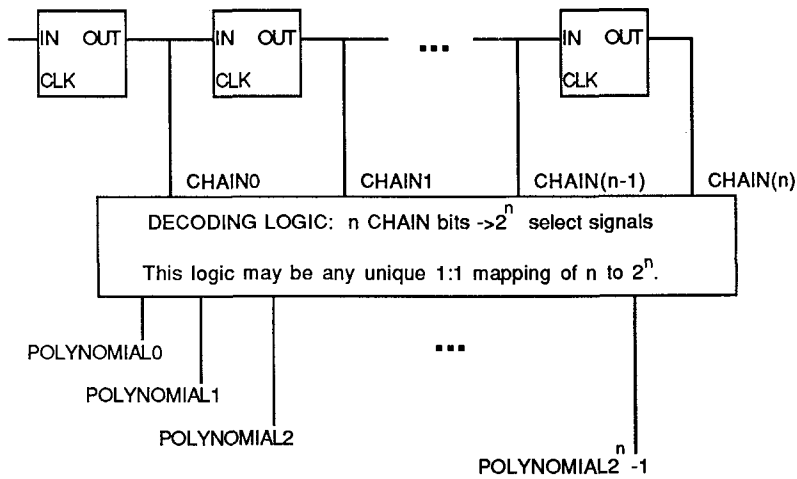 IN OUT IN OUT ... IN OUT
CLK CLK CLK
CHAIN0 CHAIN1 CHAIN(n-1) CHAIN(n)
DECODING LOGIC: n CHAIN bits ->2^n select signals
This logic may be any unique 1:1 mapping of n to 2^n.
POLYNOMIAL0 ...
POLYNOMIAL1
POLYNOMIAL2
POLYNOMIAL2^n -1